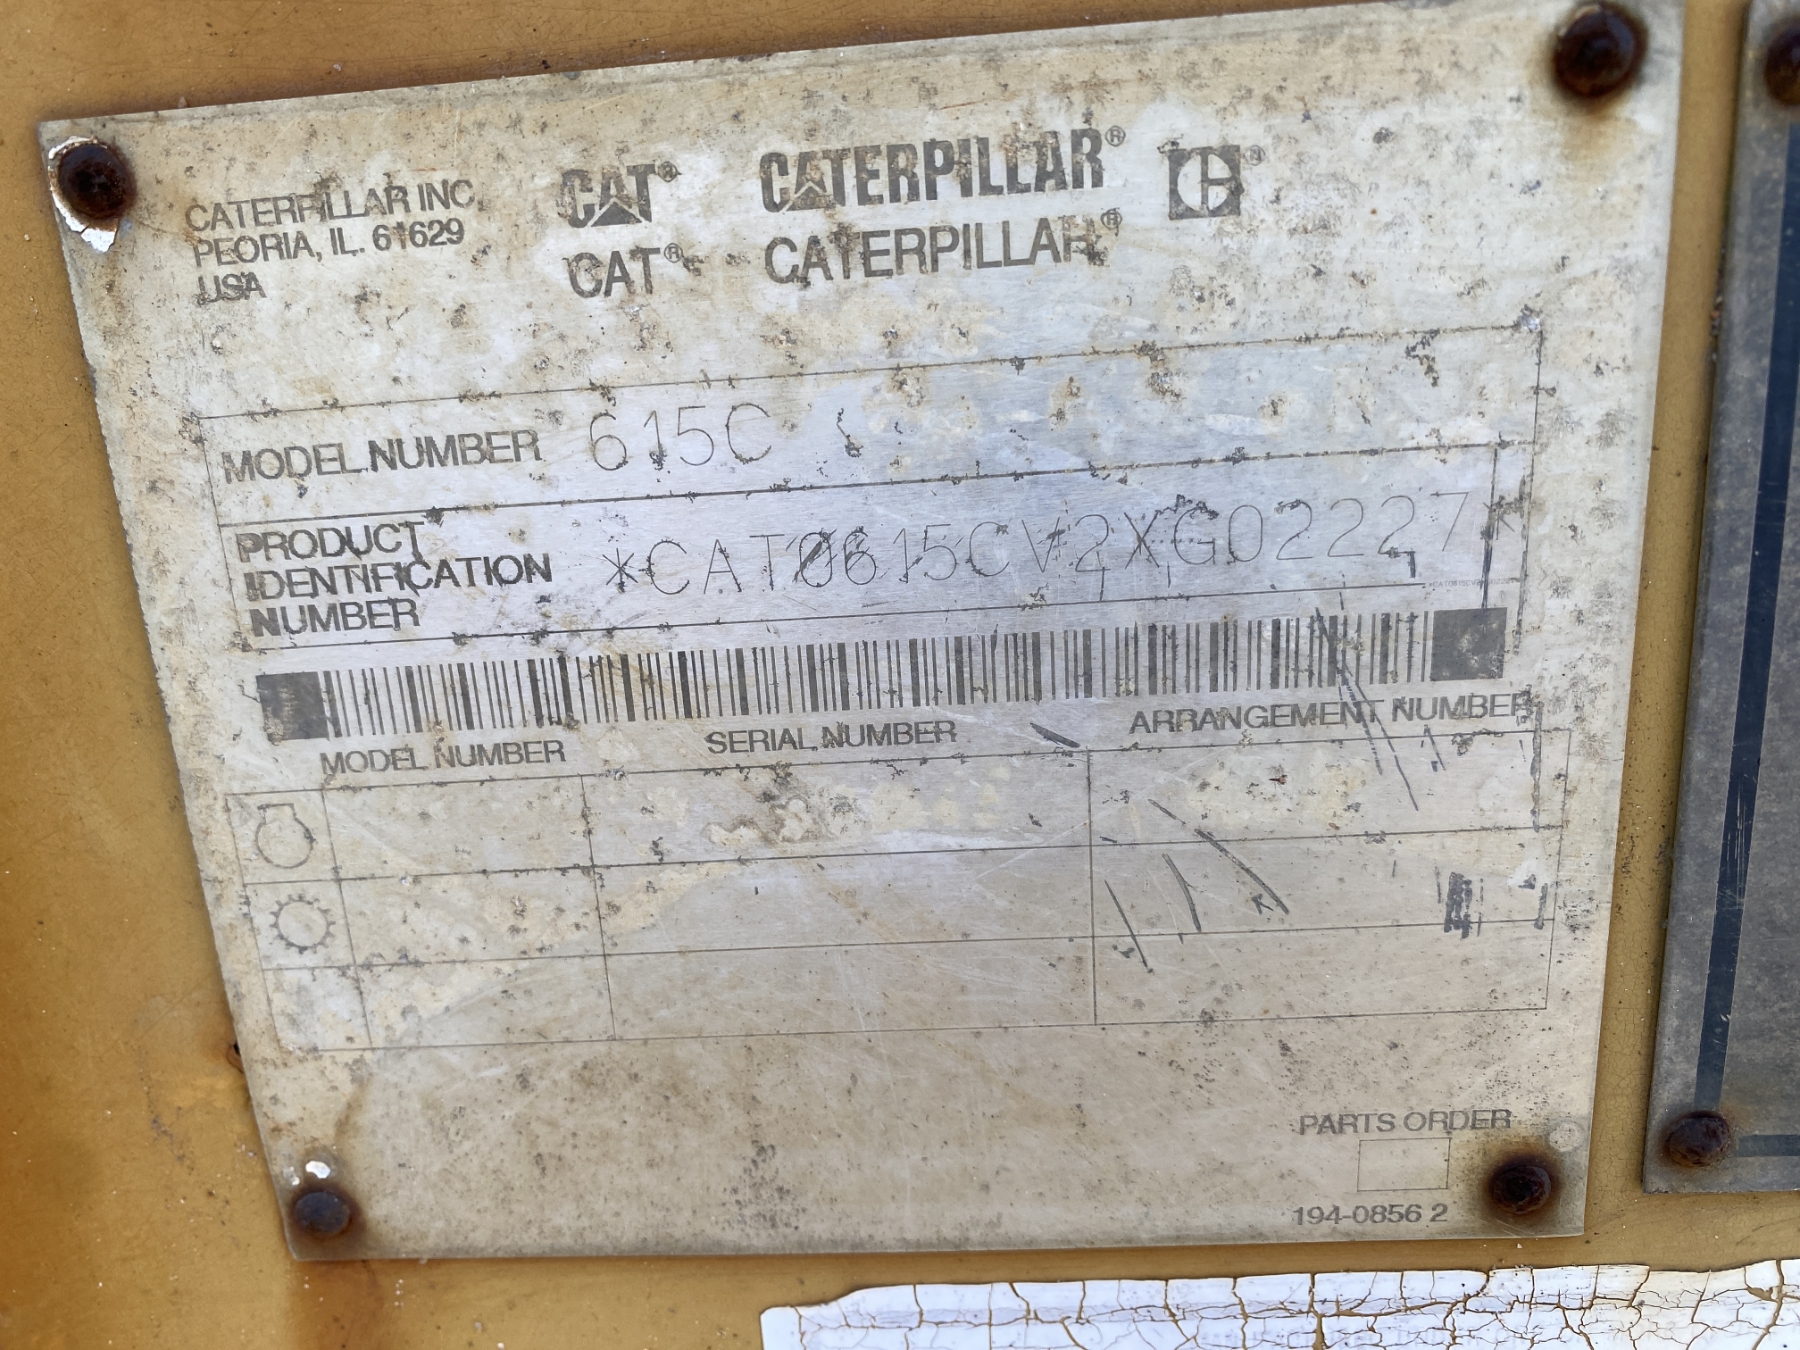 CATERPILLAR INC.
PEORIA, IL. 61629
USA
CAT® CATERPILLAR®
CAT® CATERPILLAR®
MODEL NUMBER 615C
PRODUCT
IDENTIFICATION
NUMBER
*CAT0615CV2XG02227*
MODEL NUMBER SERIAL NUMBER ARRANGEMENT NUMBER
PARTS ORDER
194-0856 2